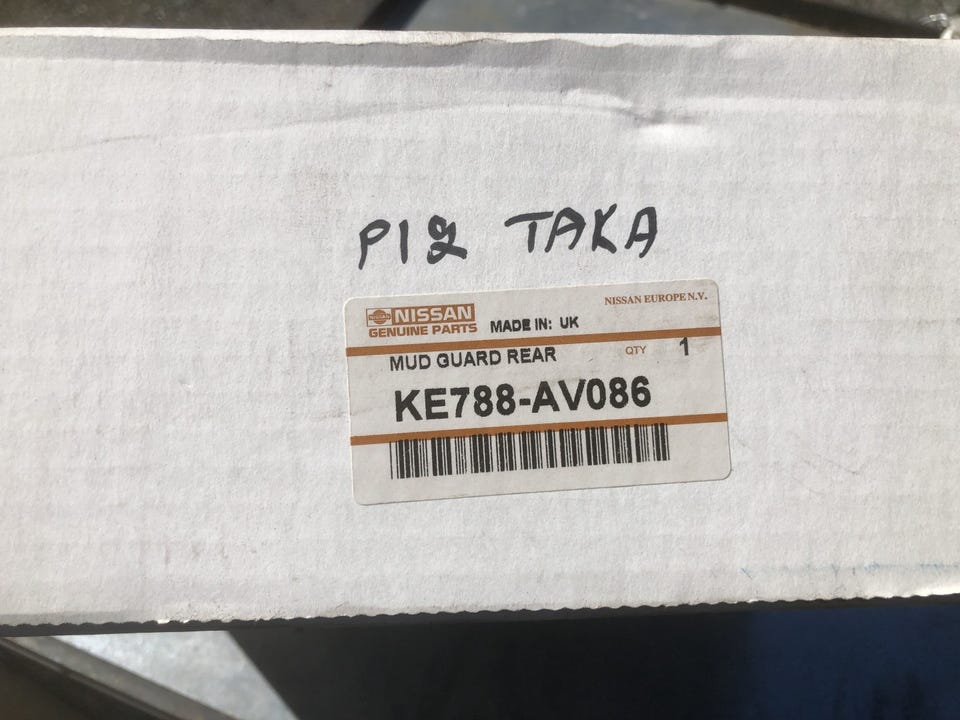 P12 TAKA
NISSAN EUROPE N.V.
NISSAN
GENUINE PARTS MADE IN: UK
MUD GUARD REAR QTY 1
KE788-AV086